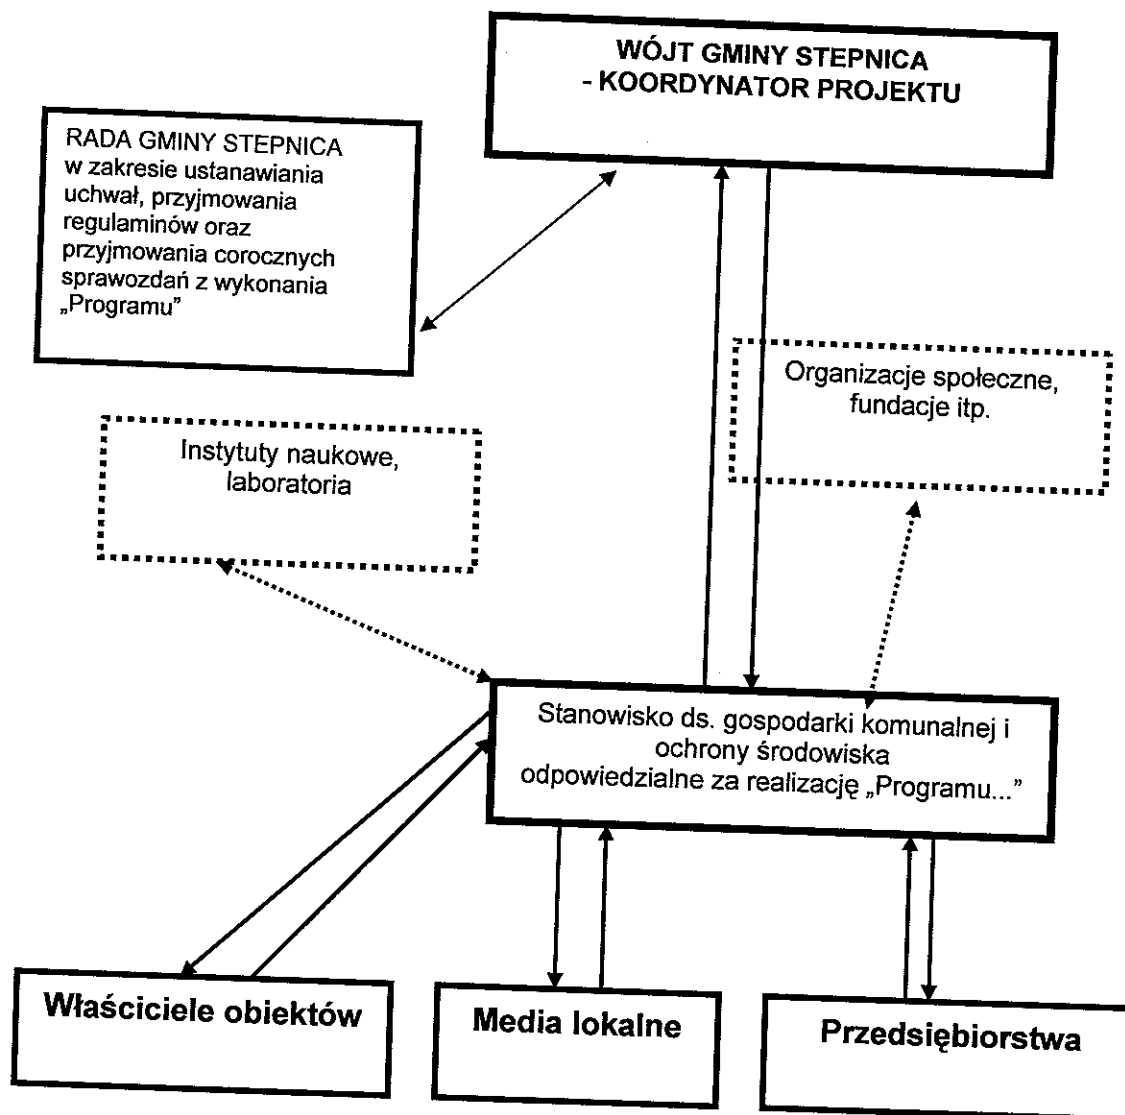 WÓJT GMINY STEPNICA
- KOORDYNATOR PROJEKTU
RADA GMINY STEPNICA
w zakresie ustanawiania
uchwał, przyjmowania
regulaminów oraz
przyjmowania corocznych
sprawozdań z wykonania
„Programu”
Organizacje społeczne,
fundacje itp.
Instytuty naukowe,
laboratoria
Stanowisko ds. gospodarki komunalnej i
ochrony środowiska
odpowiedzialne za realizację „Programu...”
Właściciele obiektów
Media lokalne
Przedsiębiorstwa